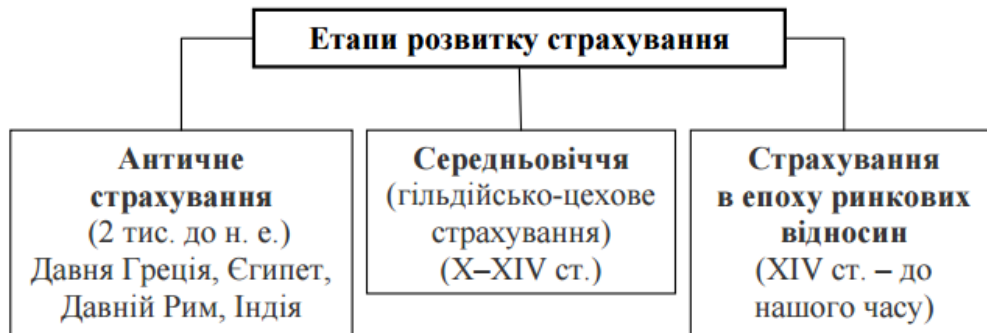 Етапи розвитку страхування
Античне
страхування
(2 тис. до н. е.)
Давня Греція, Єгипет,
Давній Рим, Індія
Середньовіччя
(гільдійсько-цехове
страхування)
(X–XIV ст.)
Страхування
в епоху ринкових
відносин
(XIV ст. – до
нашого часу)